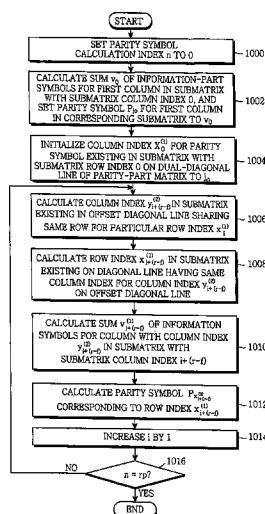 START
SET PARITY SYMBOL
CALCULATION INDEX n TO 0
1000
CALCULATE SUM v₀ OF INFORMATION-PART
SYMBOLS FOR FIRST COLUMN IN SUBMATRIX
WITH SUBMATRIX COLUMN INDEX 0, AND
SET PARITY SYMBOL FOR FIRST COLUMN
IN CORRESPONDING SUBMATRIX TO v₀
1002
INITIALIZE COLUMN INDEX FOR PARITY
SYMBOL EXISTING IN SUBMATRIX WITH
SUBMATRIX ROW INDEX 0 ON DUAL-DIAGONAL
LINE OF PARITY-PART MATRIX TO
1004
CALCULATE COLUMN INDEX IN SUBMATRIX
EXISTING IN OFFSET DIAGONAL LINE SHARING
SAME ROW FOR PARTICULAR ROW INDEX
1006
CALCULATE ROW INDEX IN SUBMATRIX
EXISTING ON DIAGONAL LINE HAVING SAME
COLUMN INDEX FOR COLUMN INDEX
ON OFFSET DIAGONAL LINE
1008
CALCULATE SUM OF INFORMATION
SYMBOLS FOR COLUMN WITH COLUMN INDEX
IN SUBMATRIX WITH
SUBMATRIX COLUMN INDEX i+(r-f)
1010
CALCULATE PARITY SYMBOL
CORRESPONDING TO ROW INDEX
1012
INCREASE i BY 1
1014
1016
NO
n = rp?
YES
END